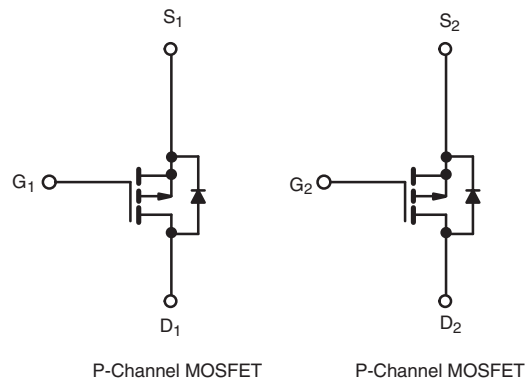 S1 S2
G1 G2
D1 D2
P-Channel MOSFET P-Channel MOSFET